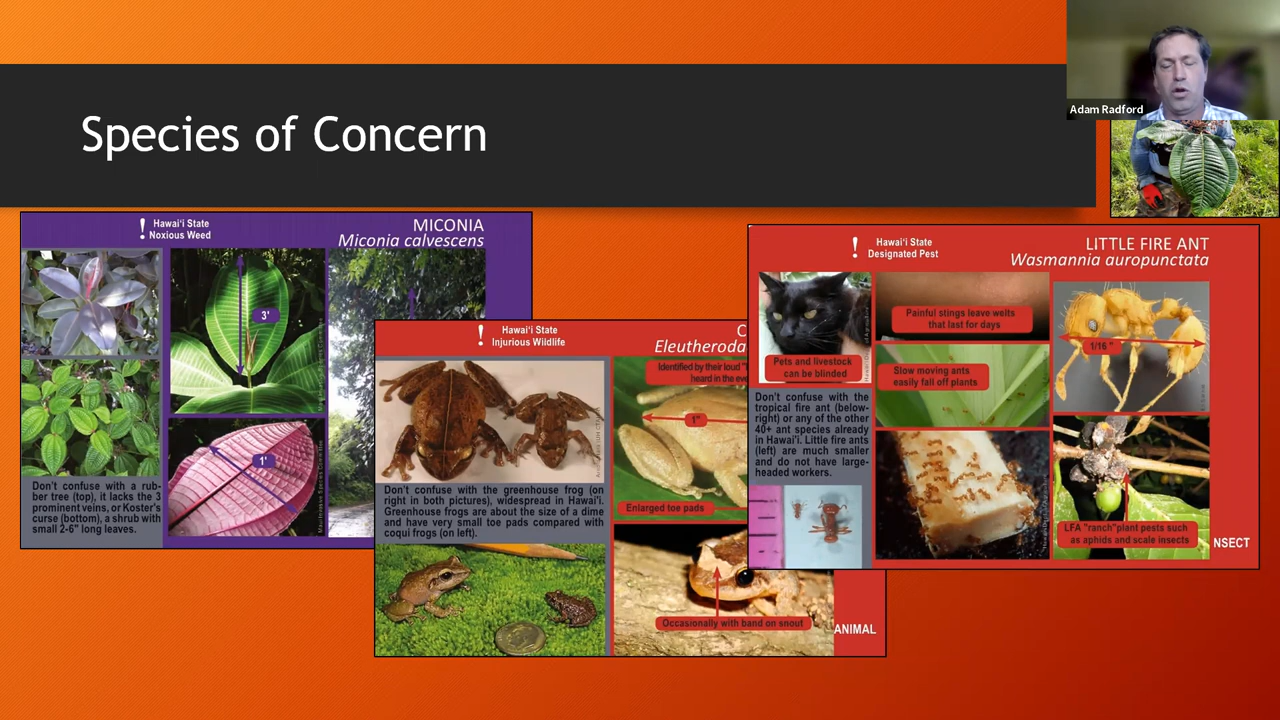 Species of Concern
Adam Radford
! Hawai'i State
Noxious Weed
MICONIA
Miconia calvescens
3'
1'
Don't confuse with a rub-
ber tree (top), it lacks the 3
prominent veins, or Koster's
curse (bottom), a shrub with
small 2-6" long leaves.
! Hawai'i State
Injurious Wildlife
C
Eleutheroda
Identified by their loud "
heard in the eve
1"
Enlarged toe pads
Don't confuse with the greenhouse frog (on
right in both pictures), widespread in Hawai'i.
Greenhouse frogs are about the size of a dime
and have very small toe pads compared with
coqui frogs (on left).
Occasionally with band on snout
ANIMAL
! Hawai'i State
Designated Pest
LITTLE FIRE ANT
Wasmannia auropunctata
Pets and livestock
can be blinded
Painful stings leave welts
that last for days
Slow moving ants
easily fall off plants
1/16 "
Don't confuse with the
tropical fire ant (below-
right) or any of the other
40+ ant species already
in Hawai'i. Little fire ants
(left) are much smaller
and do not have large-
headed workers.
LFA "ranch"plant pests such
as aphids and scale insects
NSECT